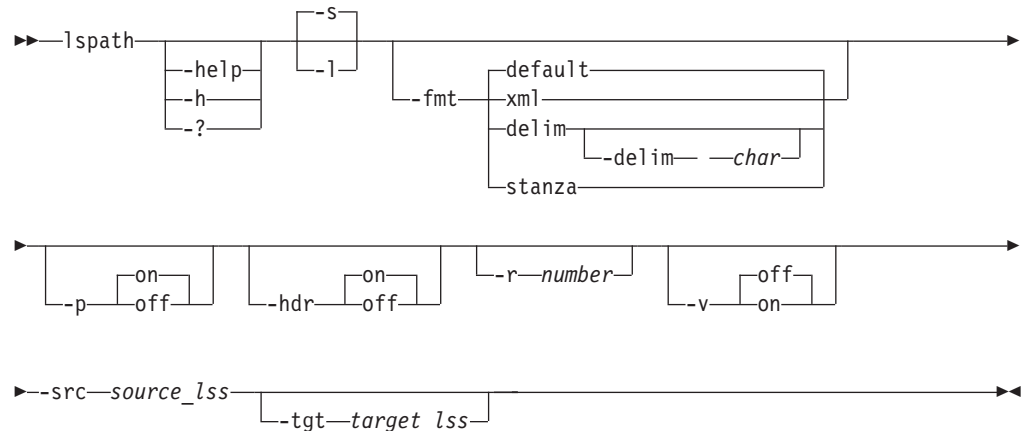 -s
lspath
-help -l default
-h -fmt xml
-? delim
-delim char
stanza
on on -r number off
-p off -hdr off -v on
-src source_lss
-tgt target lss